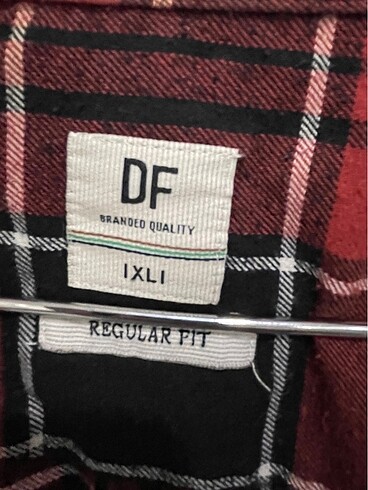 DF
BRANDED QUALITY
IXLI
REGULAR FIT